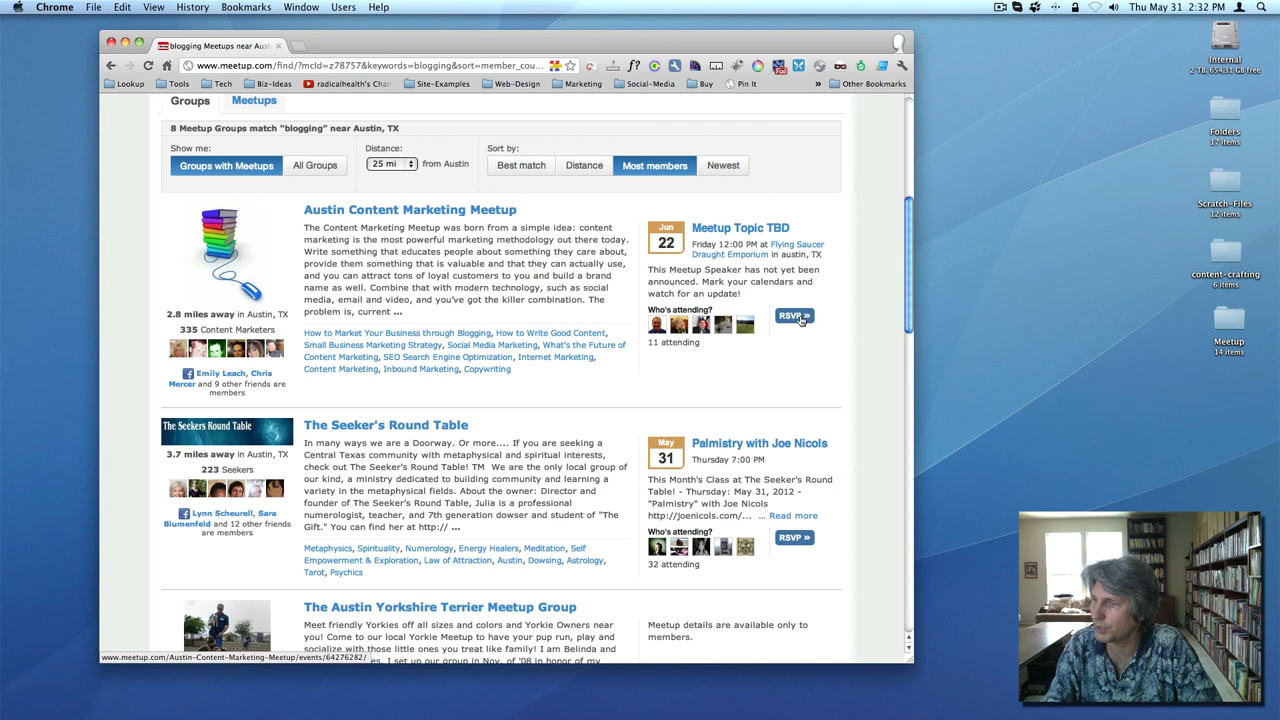 Chrome File Edit View History Bookmarks Window Users Help
Thu May 31 2:32 PM
blogging Meetups near Aust
www.meetup.com/find/?mcId=z78757&keywords=blogging&sort=member_cou...
Lookup Tools Tech Biz-Ideas radicalhealth's Chan Site-Examples Web-Design Marketing Social-Media Buy Pin It » Other Bookmarks
Groups Meetups
8 Meetup Groups match “blogging” near Austin, TX
Show me: Distance: Sort by:
Groups with Meetups All Groups 25 mi from Austin Best match Distance Most members Newest
Austin Content Marketing Meetup
The Content Marketing Meetup was born from a simple idea: content
marketing is the most powerful marketing methodology out there today.
Write something that educates people about something they care about,
provide them something that is valuable and that they can actually use,
and you can attract tons of loyal customers to you and build a brand
name as well. Combine that with modern technology, such as social
media, email and video, and you’ve got the killer combination. The
problem is, current ...
How to Market Your Business through Blogging, How to Write Good Content,
Small Business Marketing Strategy, Social Media Marketing, What's the Future of
Content Marketing, SEO Search Engine Optimization, Internet Marketing,
Content Marketing, Inbound Marketing, Copywriting
2.8 miles away in Austin, TX
335 Content Marketers
Emily Leach, Chris
Mercer and 9 other friends are
members
Jun
22
Meetup Topic TBD
Friday 12:00 PM at Flying Saucer
Draught Emporium in austin, TX
This Meetup Speaker has not yet been
announced. Mark your calendars and
watch for an update!
Who's attending?
RSVP »
11 attending
The Seekers Round Table
3.7 miles away in Austin, TX
223 Seekers
Lynn Scheurell, Sara
Blumenfeld and 12 other friends
are members
The Seeker's Round Table
In many ways we are a Doorway. Or more.... If you are seeking a
Central Texas community with metaphysical and spiritual interests,
check out The Seeker's Round Table! TM We are the only local group of
our kind, a ministry dedicated to building community and learning a
variety in the metaphysical fields. About the owner: Director and
founder of The Seeker's Round Table, Julia is a professional
numerologist, teacher, and 7th generation dowser and student of "The
Gift." You can find her at http:// ...
Metaphysics, Spirituality, Numerology, Energy Healers, Meditation, Self
Empowerment & Exploration, Law of Attraction, Austin, Dowsing, Astrology,
Tarot, Psychics
May
31
Palmistry with Joe Nicols
Thursday 7:00 PM
This Month's Class at The Seeker's Round
Table! - Thursday: May 31, 2012 -
"Palmistry" with Joe Nicols
http://joenicols.com/... ... Read more
Who's attending?
RSVP »
32 attending
The Austin Yorkshire Terrier Meetup Group
Meet friendly Yorkies off all sizes and colors and Yorkie Owners near
you! Come to our local Yorkie Meetup to have your pup run, play and
socialize with those little ones you treat like family! I am Belinda and
Meetup details are available only to
members.
www.meetup.com/Austin-Content-Marketing-Meetup/events/64276282/
Internal
2 TB, 654.31 GB free
Folders
17 items
Scratch-Files
12 items
content-crafting
6 items
Meetup
14 items